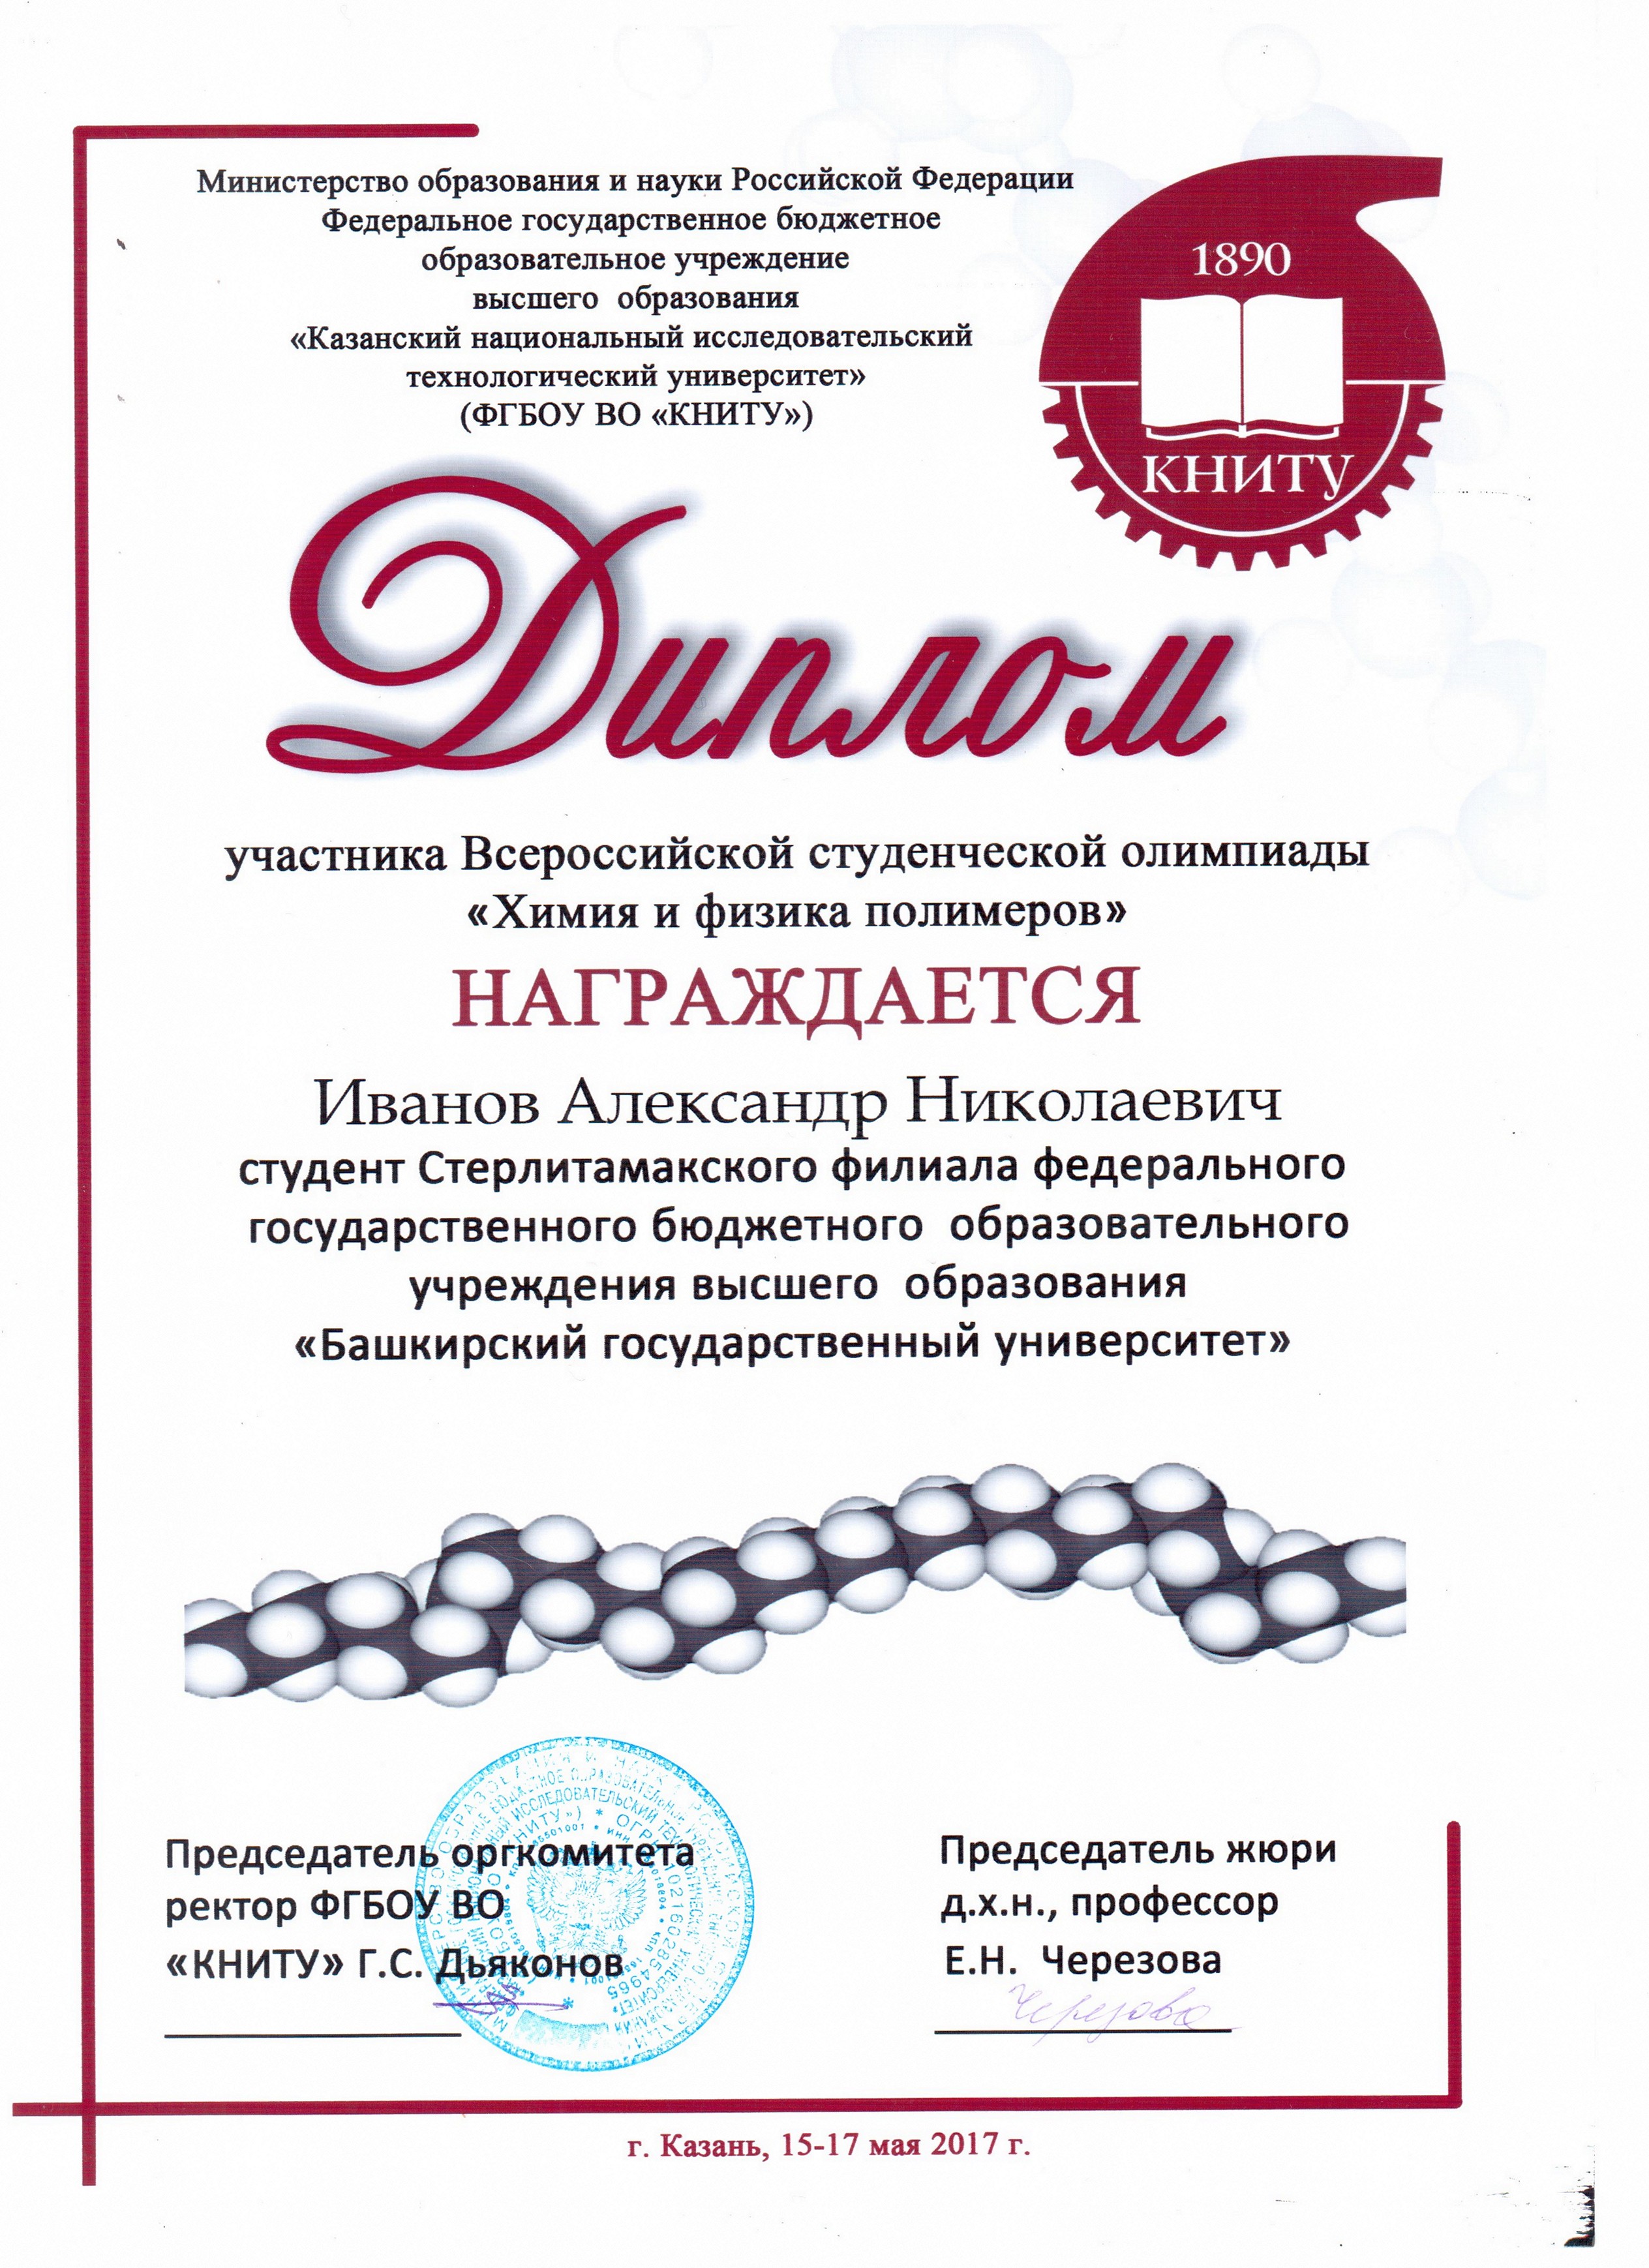 Министерство образования и науки Российской Федерации
Федеральное государственное бюджетное
образовательное учреждение
высшего образования
«Казанский национальный исследовательский
технологический университет»
(ФГБОУ ВО «КНИТУ»)
1890
КНИТУ
Диплом
участника Всероссийской студенческой олимпиады
«Химия и физика полимеров»
НАГРАЖДАЕТСЯ
Иванов Александр Николаевич
студент Стерлитамакского филиала федерального
государственного бюджетного образовательного
учреждения высшего образования
«Башкирский государственный университет»
Председатель оргкомитета
ректор ФГБОУ ВО
«КНИТУ» Г.С. Дьяконов
Председатель жюри
д.х.н., профессор
Е.Н. Черезова
Черезова
г. Казань, 15-17 мая 2017 г.